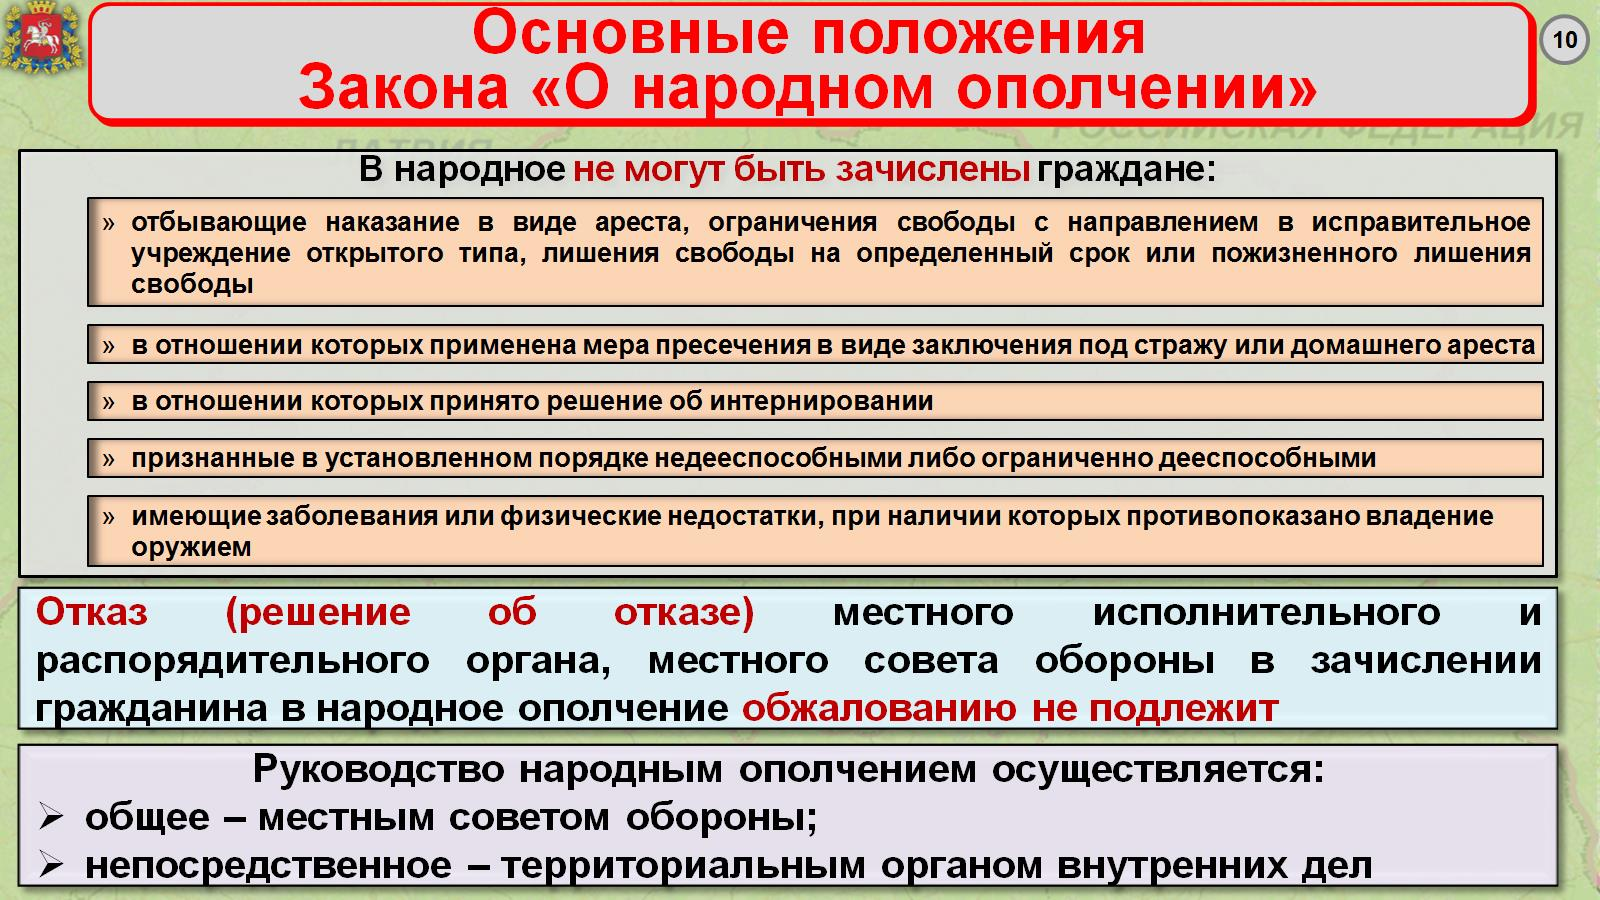 Основные положения
Закона «О народном ополчении»
10
ЛАТВИЯ
РОССИЙСКАЯ ФЕДЕРАЦИЯ
В народное не могут быть зачислены граждане:
» отбывающие наказание в виде ареста, ограничения свободы с направлением в исправительное
учреждение открытого типа, лишения свободы на определенный срок или пожизненного лишения
свободы
» в отношении которых применена мера пресечения в виде заключения под стражу или домашнего ареста
» в отношении которых принято решение об интернировании
» признанные в установленном порядке недееспособными либо ограниченно дееспособными
» имеющие заболевания или физические недостатки, при наличии которых противопоказано владение
оружием
Отказ (решение об отказе) местного исполнительного и
распорядительного органа, местного совета обороны в зачислении
гражданина в народное ополчение обжалованию не подлежит
Руководство народным ополчением осуществляется:
➢ общее – местным советом обороны;
➢ непосредственное – территориальным органом внутренних дел